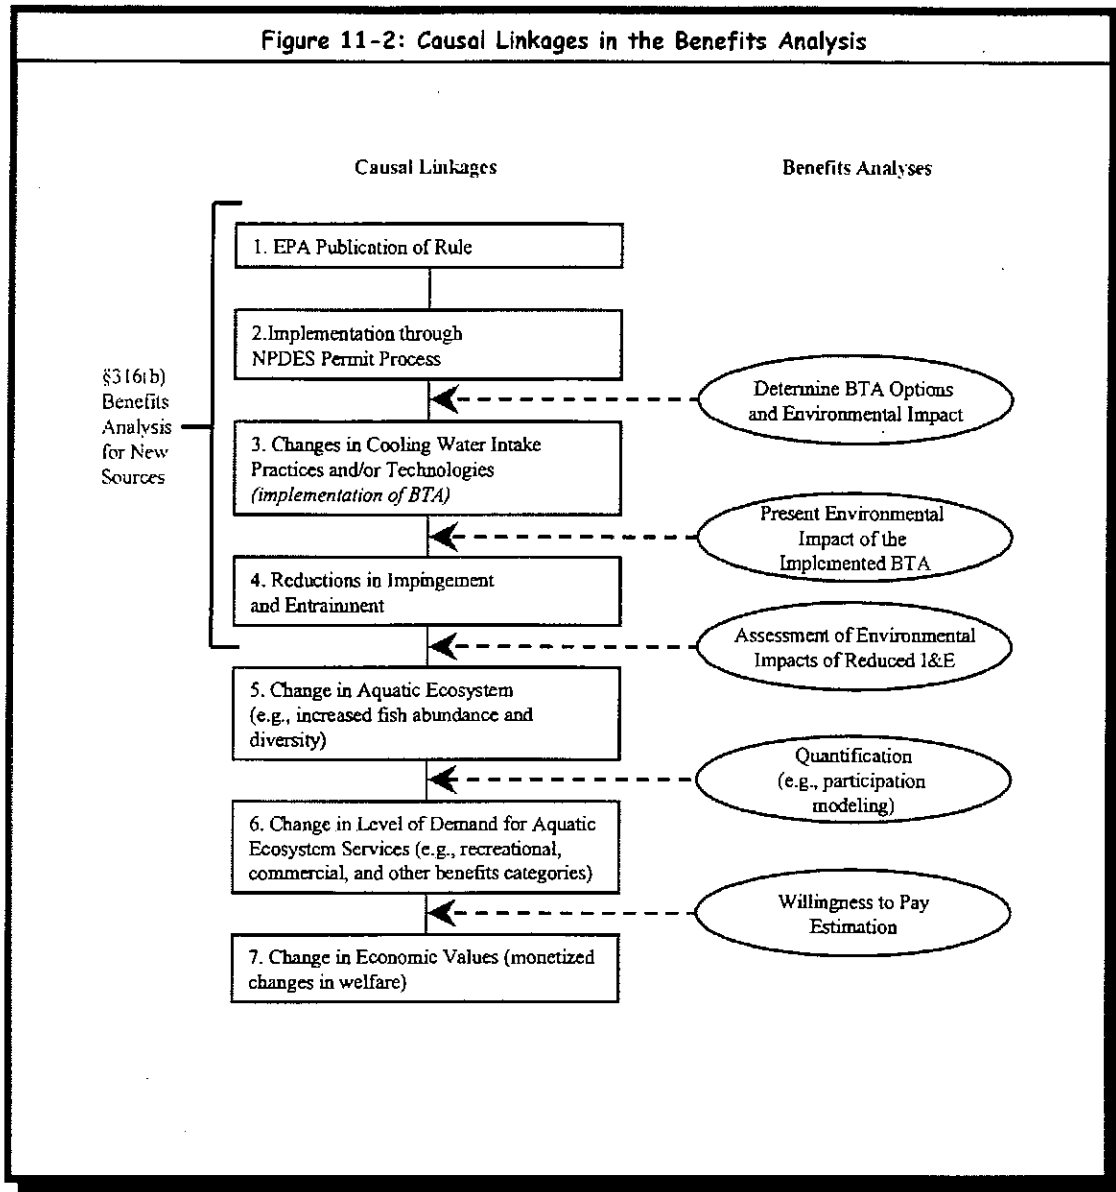 Figure 11-2: Causal Linkages in the Benefits Analysis
Causal Linkages
Benefits Analyses
§316(b)
Benefits
Analysis
for New
Sources
1. EPA Publication of Rule
2.Implementation through
NPDES Permit Process
Determine BTA Options
and Environmental Impact
3. Changes in Cooling Water Intake
Practices and/or Technologies
(implementation of BTA)
Present Environmental
Impact of the
Implemented BTA
4. Reductions in Impingement
and Entrainment
Assessment of Environmental
Impacts of Reduced I&E
5. Change in Aquatic Ecosystem
(e.g., increased fish abundance and
diversity)
Quantification
(e.g., participation
modeling)
6. Change in Level of Demand for Aquatic
Ecosystem Services (e.g., recreational,
commercial, and other benefits categories)
Willingness to Pay
Estimation
7. Change in Economic Values (monetized
changes in welfare)